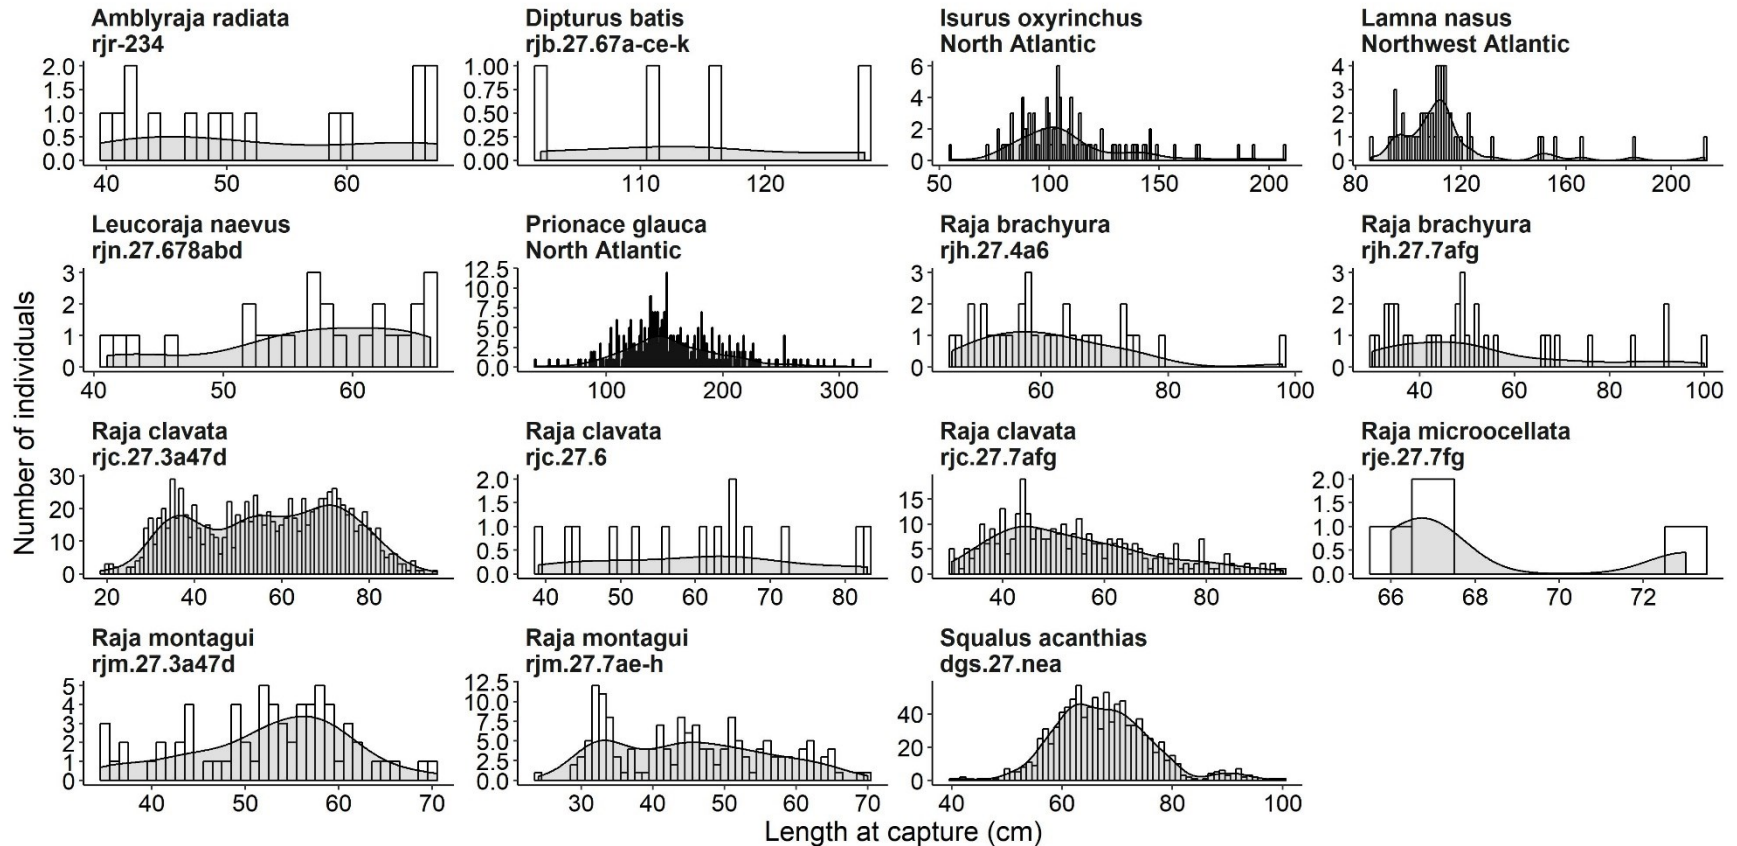 Amblyraja radiata
rjr-234
2.0
1.5
1.0
0.5
0.0
40 50 60
Dipturus batis
rjb.27.67a-ce-k
1.00
0.75
0.50
0.25
0.00
110 120
Isurus oxyrinchus
North Atlantic
6
4
2
0
50 100 150 200
Lamna nasus
Northwest Atlantic
4
3
2
1
0
80 120 160 200
Leucoraja naevus
rjn.27.678abd
3
2
1
0
40 50 60
Prionace glauca
North Atlantic
12.5
10.0
7.5
5.0
2.5
0.0
100 200 300
Raja brachyura
rjh.27.4a6
3
2
1
0
60 80 100
Raja brachyura
rjh.27.7afg
3
2
1
0
40 60 80 100
Raja clavata
rjc.27.3a47d
30
20
10
0
20 40 60 80
Raja clavata
rjc.27.6
2.0
1.5
1.0
0.5
0.0
40 50 60 70 80
Raja clavata
rjc.27.7afg
15
10
5
0
40 60 80
Raja microocellata
rje.27.7fg
2.0
1.5
1.0
0.5
0.0
66 68 70 72
Raja montagui
rjm.27.3a47d
5
4
3
2
1
0
40 50 60 70
Raja montagui
rjm.27.7ae-h
12.5
10.0
7.5
5.0
2.5
0.0
30 40 50 60 70
Squalus acanthias
dgs.27.nea
40
20
0
40 60 80 100
Number of individuals
Length at capture (cm)